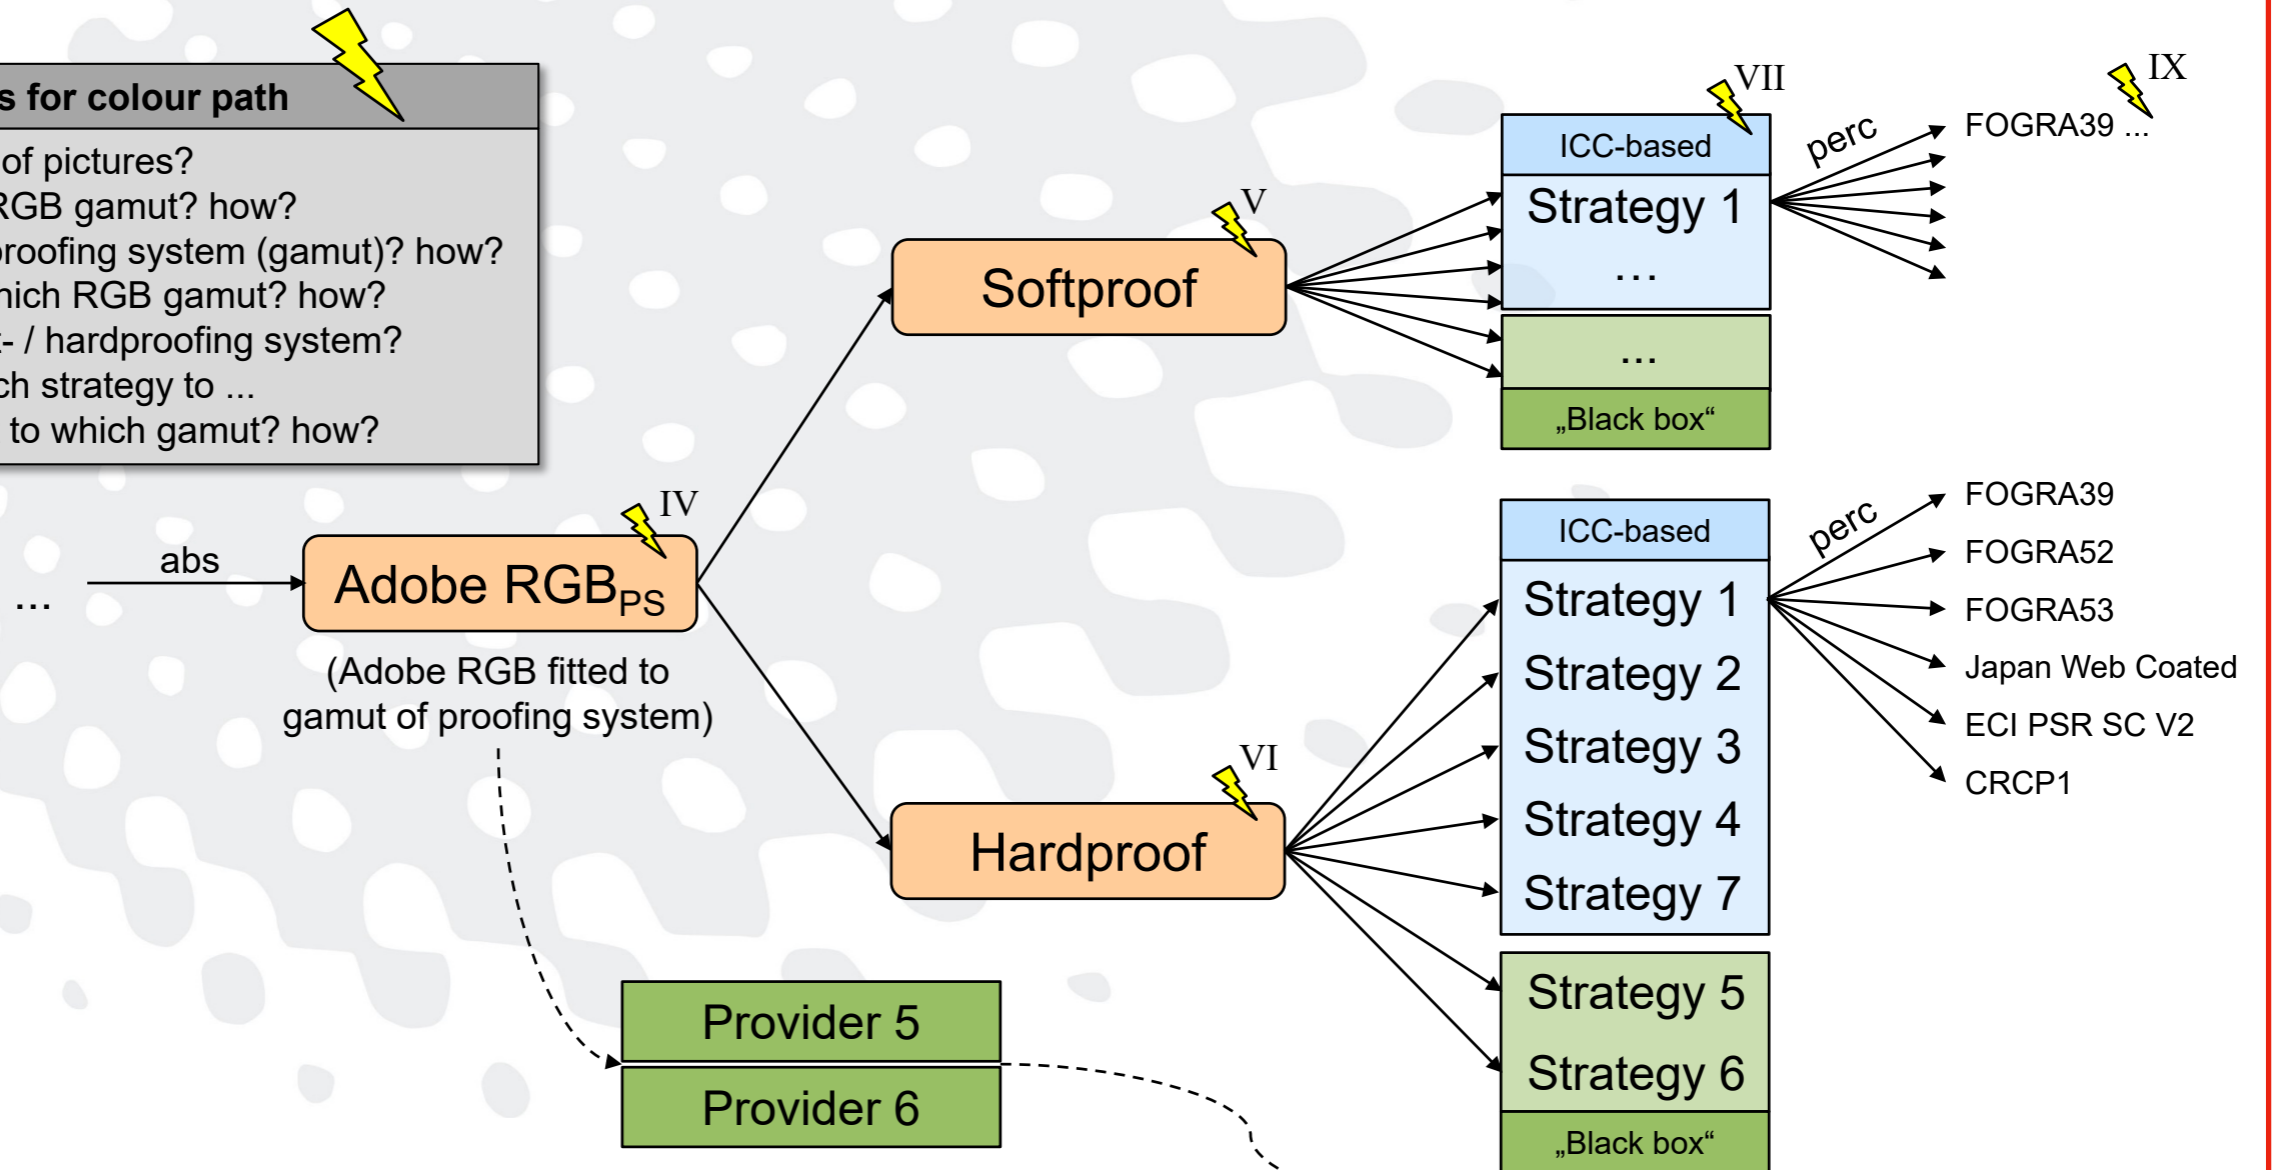 s for colour path
of pictures?
RGB gamut? how?
proofing system (gamut)? how?
hich RGB gamut? how?
t- / hardproofing system?
ch strategy to ...
to which gamut? how?
... abs
IV
Adobe RGBPS
(Adobe RGB fitted to
gamut of proofing system)
V
Softproof
VII
ICC-based
Strategy 1
...
...
„Black box“
perc
IX
FOGRA39 ...
VI
Hardproof
ICC-based
Strategy 1
Strategy 2
Strategy 3
Strategy 4
Strategy 7
Strategy 5
Strategy 6
„Black box“
perc
FOGRA39
FOGRA52
FOGRA53
Japan Web Coated
ECI PSR SC V2
CRCP1
Provider 5
Provider 6